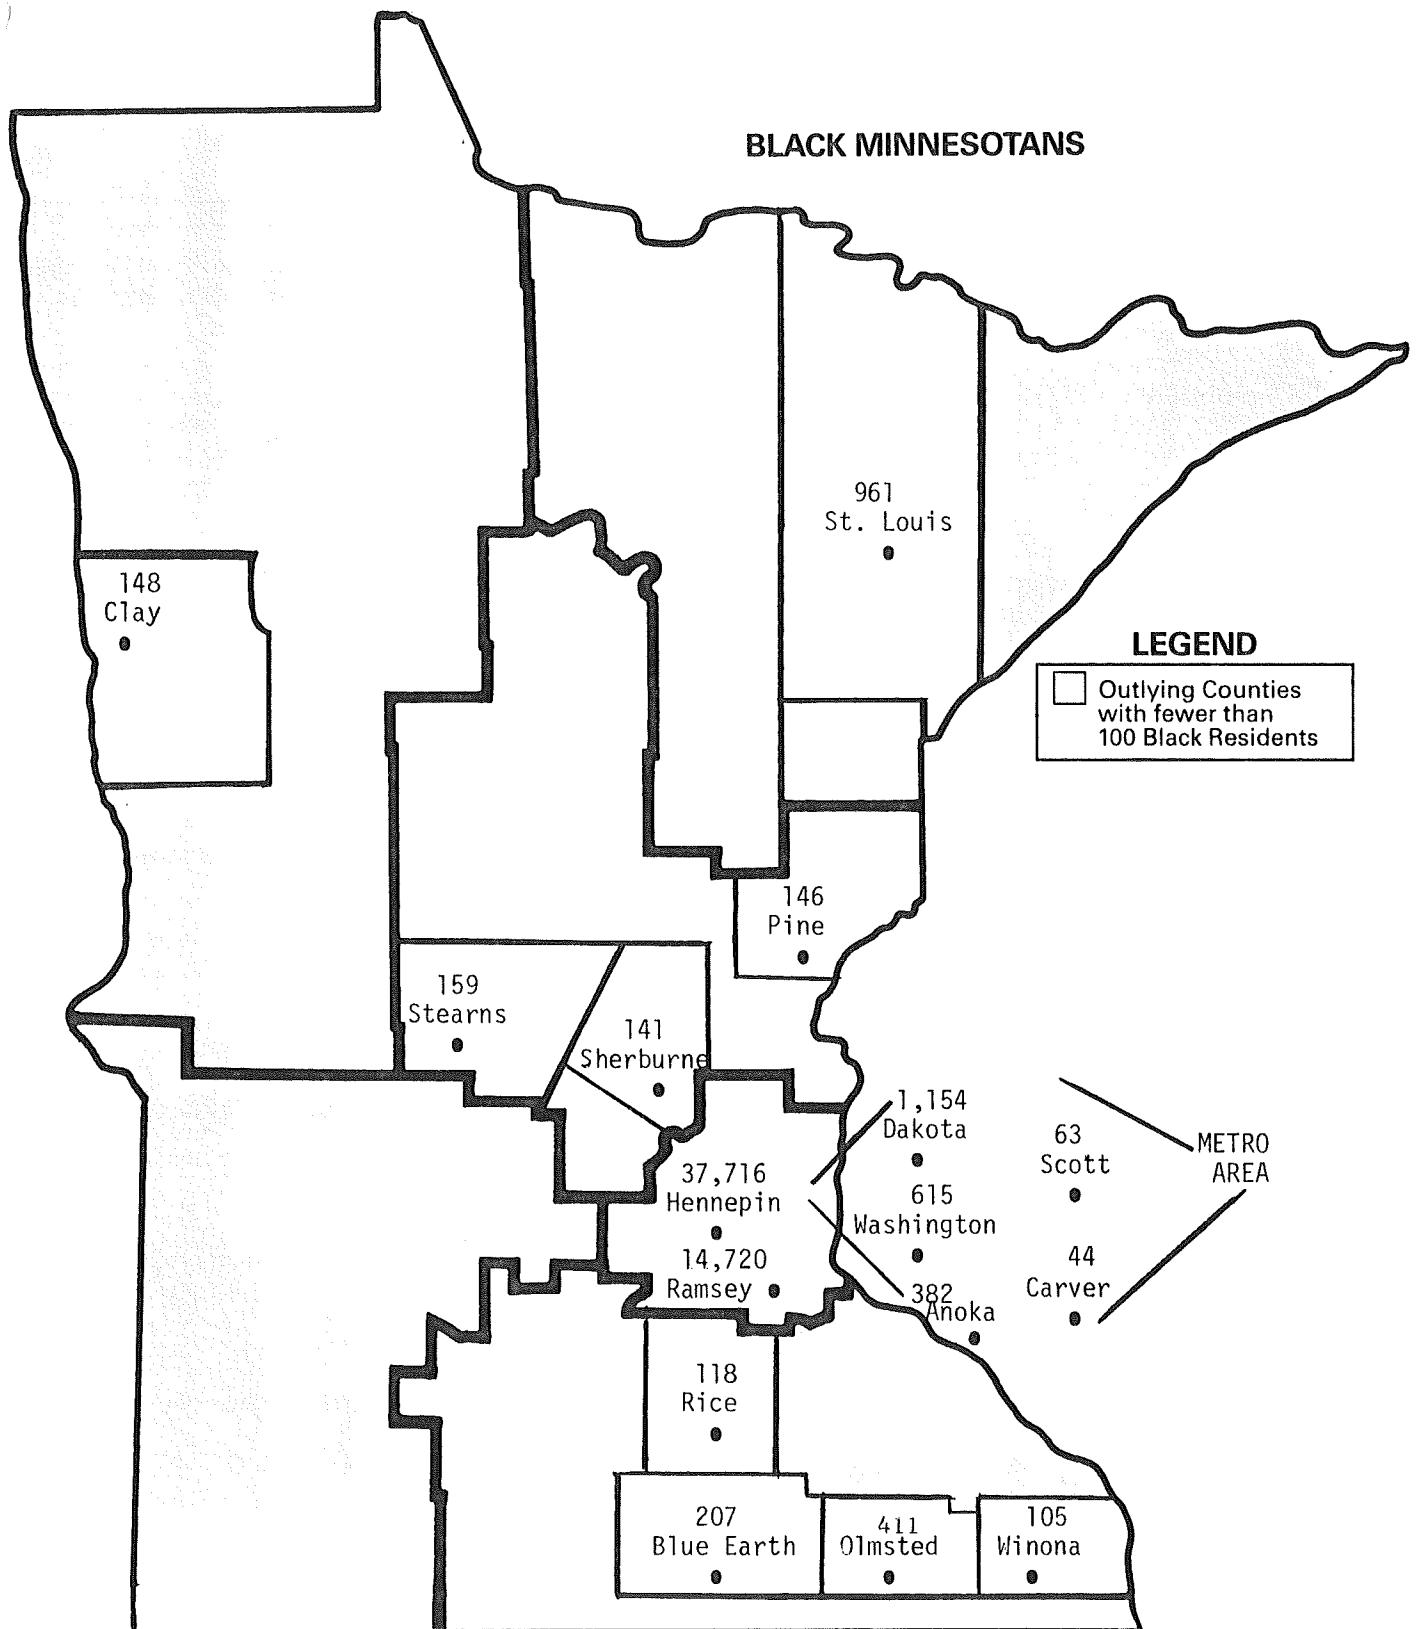 BLACK MINNESOTANS
961
St. Louis
148
Clay
LEGEND
Outlying Counties
with fewer than
100 Black Residents
146
Pine
159
Stearns
141
Sherburne
1,154
Dakota
63
Scott
METRO
AREA
37,716
Hennepin
615
Washington
14,720
Ramsey
44
Carver
382
Anoka
118
Rice
207
Blue Earth
411
Olmsted
105
Winona